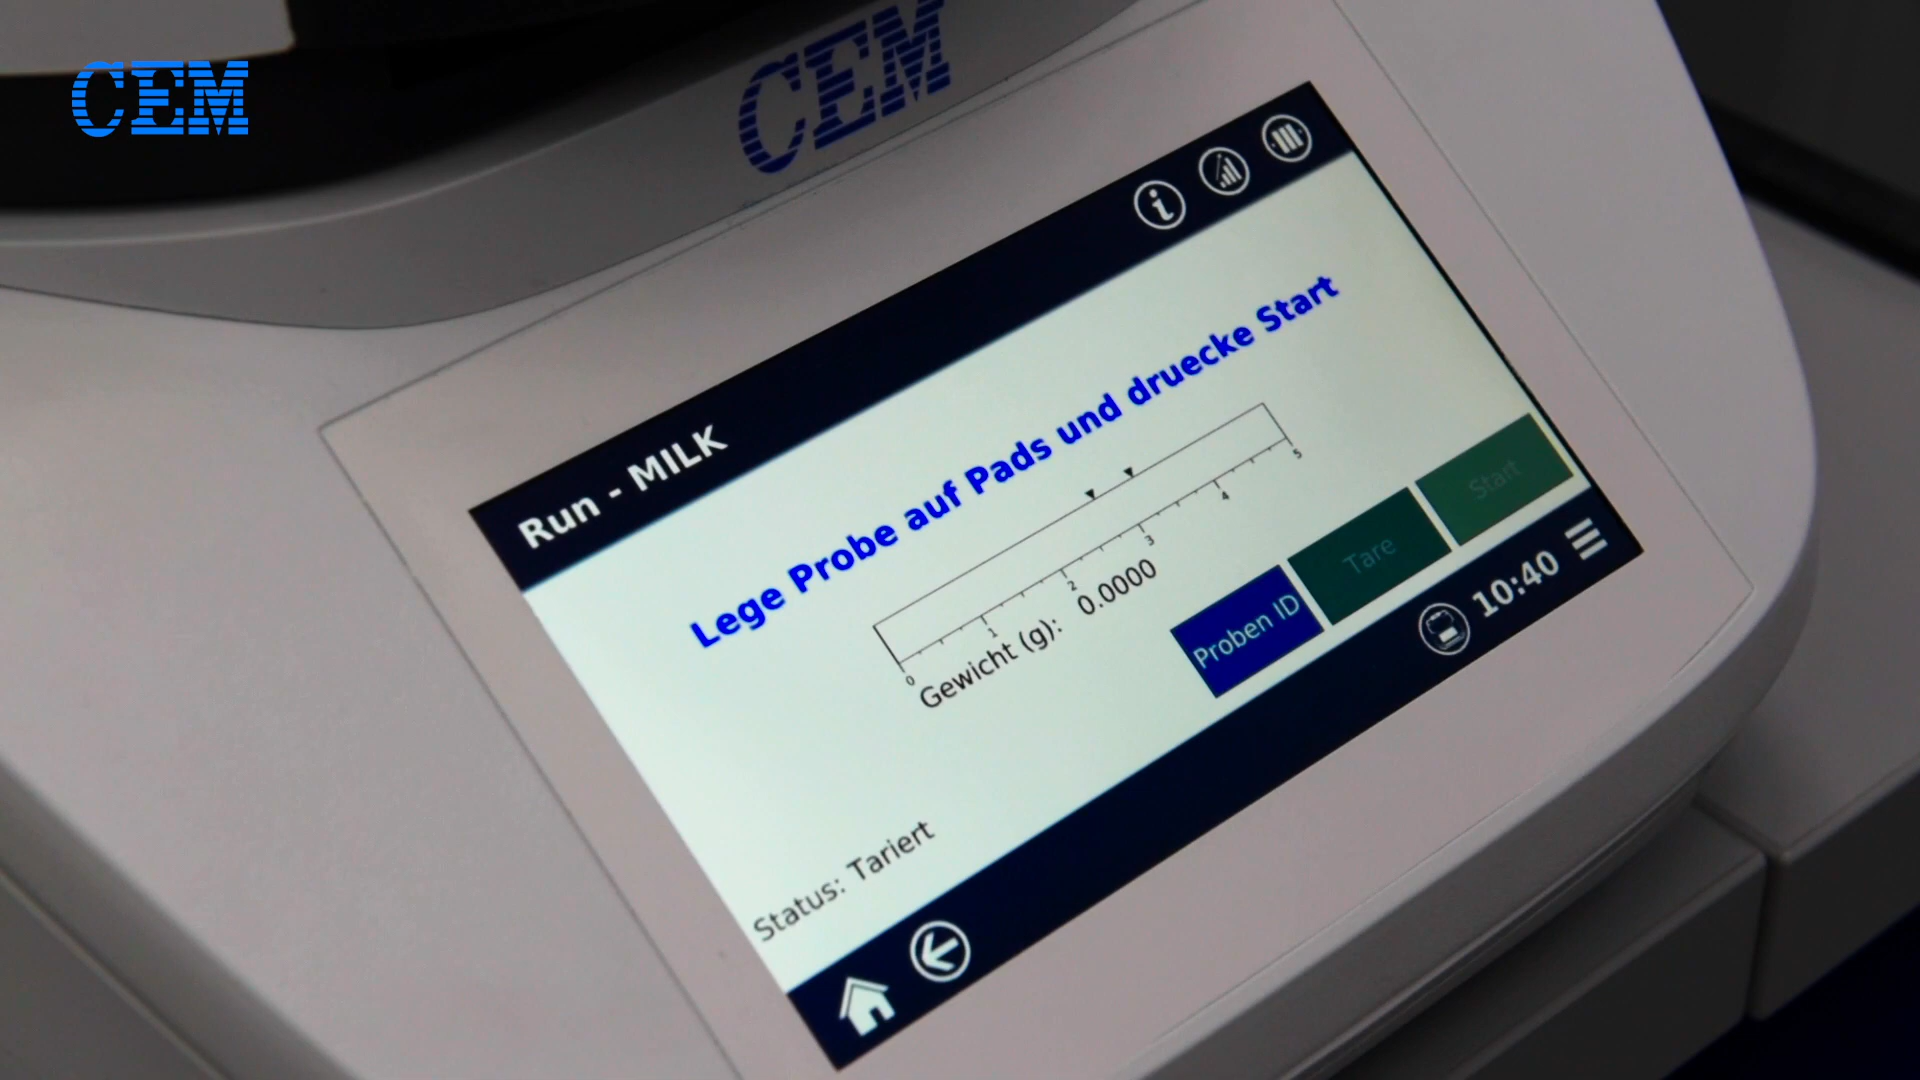 CEM
CEM
Run - MILK
Lege Probe auf Pads und druecke Start
0 1 2 3 4 5
Gewicht (g): 0.0000
Proben ID
Tare
Start
Status: Tariert
10:40